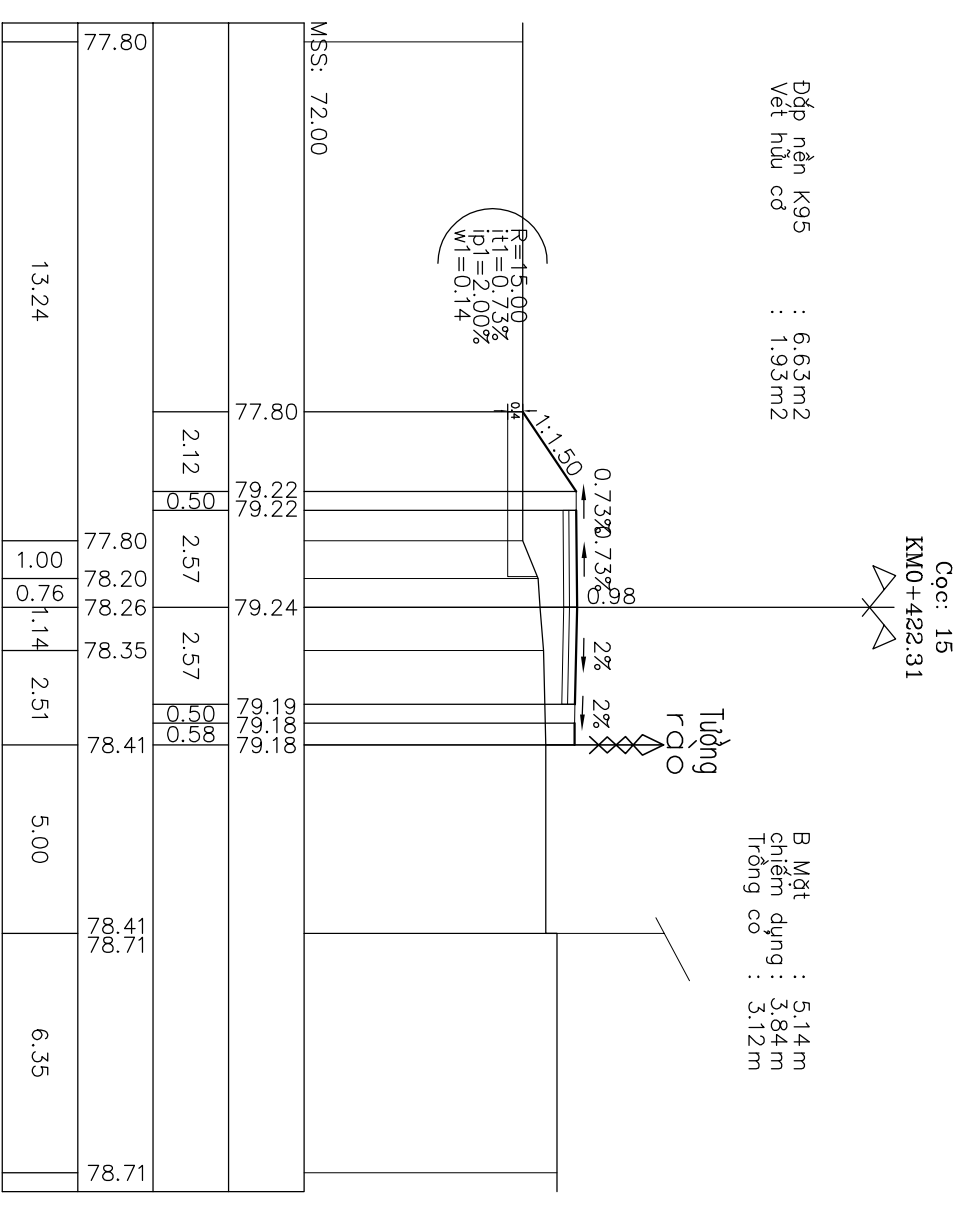 Cọc: 15
KM0+422.31
Đắp nền K95 : 6.63m2
Vét hữu cơ : 1.93m2
B Mặt : 5.14m
chiếm dụng : 3.84m
Trồng cỏ : 3.12m
Tường
rào
0.73%
0.73%
2%
2%
0.98
1:1.50
0.4
R=15.00
it1=0.73%
ip1=2.00%
w1=0.14
MSS: 72.00
77.80
79.22
79.22
79.24
79.19
79.18
79.18
2.12
0.50
2.57
2.57
0.50
0.58
77.80
77.80
78.20
78.26
78.35
78.41
78.41
78.71
78.71
13.24
1.00
0.76
1.14
2.51
5.00
6.35